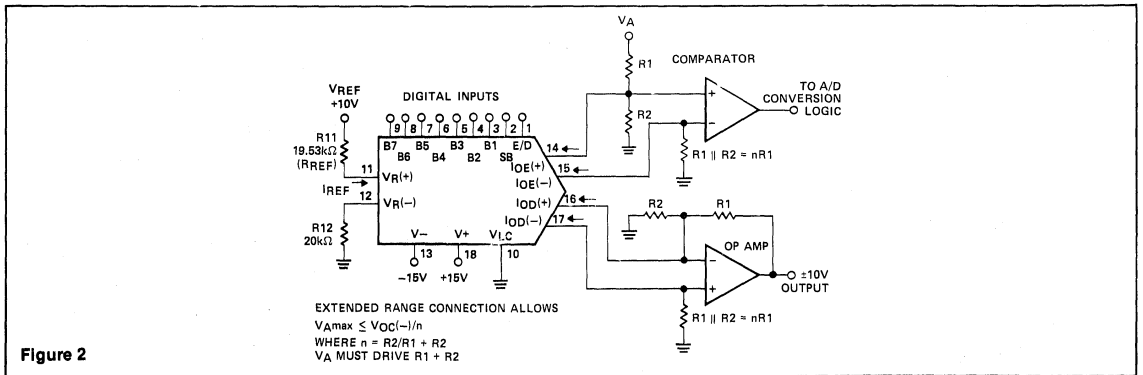 VA
R1
COMPARATOR
VREF
+10V
DIGITAL INPUTS
R2
TO A/D
CONVERSION
LOGIC
R11
19.53kΩ
(RREF)
9 8 7 6 5 4 3 2 1
B7 B5 B3 B1 E/D
B6 B4 B2 SB
14
IOE(+)
15
R1 || R2 = nR1
11
VR(+)
IREF
IOE(-)
12
VR(-)
IOD(+)
16
R2
R1
IOD(-)
17
R12
20kΩ
V- V+ VLC
13 18 10
-15V +15V
OP AMP
±10V
OUTPUT
R1 || R2 = nR1
EXTENDED RANGE CONNECTION ALLOWS
VAmax ≤ VOC(-)/n
WHERE n = R2/R1 + R2
VA MUST DRIVE R1 + R2
Figure 2